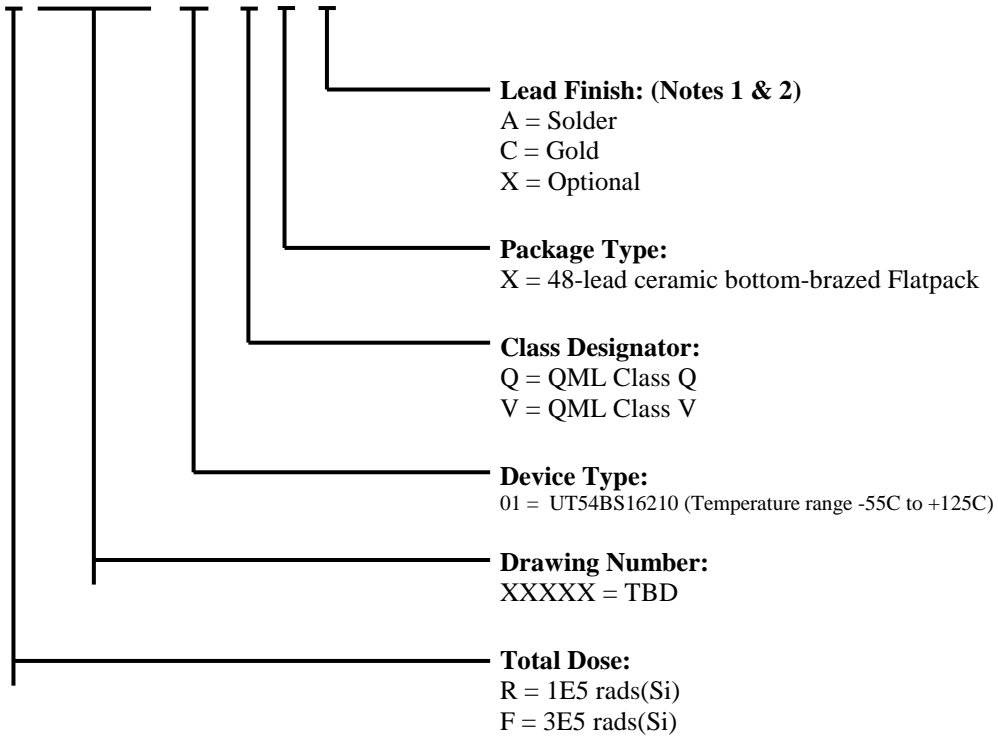 Lead Finish: (Notes 1 & 2)
A = Solder
C = Gold
X = Optional
Package Type:
X = 48-lead ceramic bottom-brazed Flatpack
Class Designator:
Q = QML Class Q
V = QML Class V
Device Type:
01 = UT54BS16210 (Temperature range -55C to +125C)
Drawing Number:
XXXXX = TBD
Total Dose:
R = 1E5 rads(Si)
F = 3E5 rads(Si)